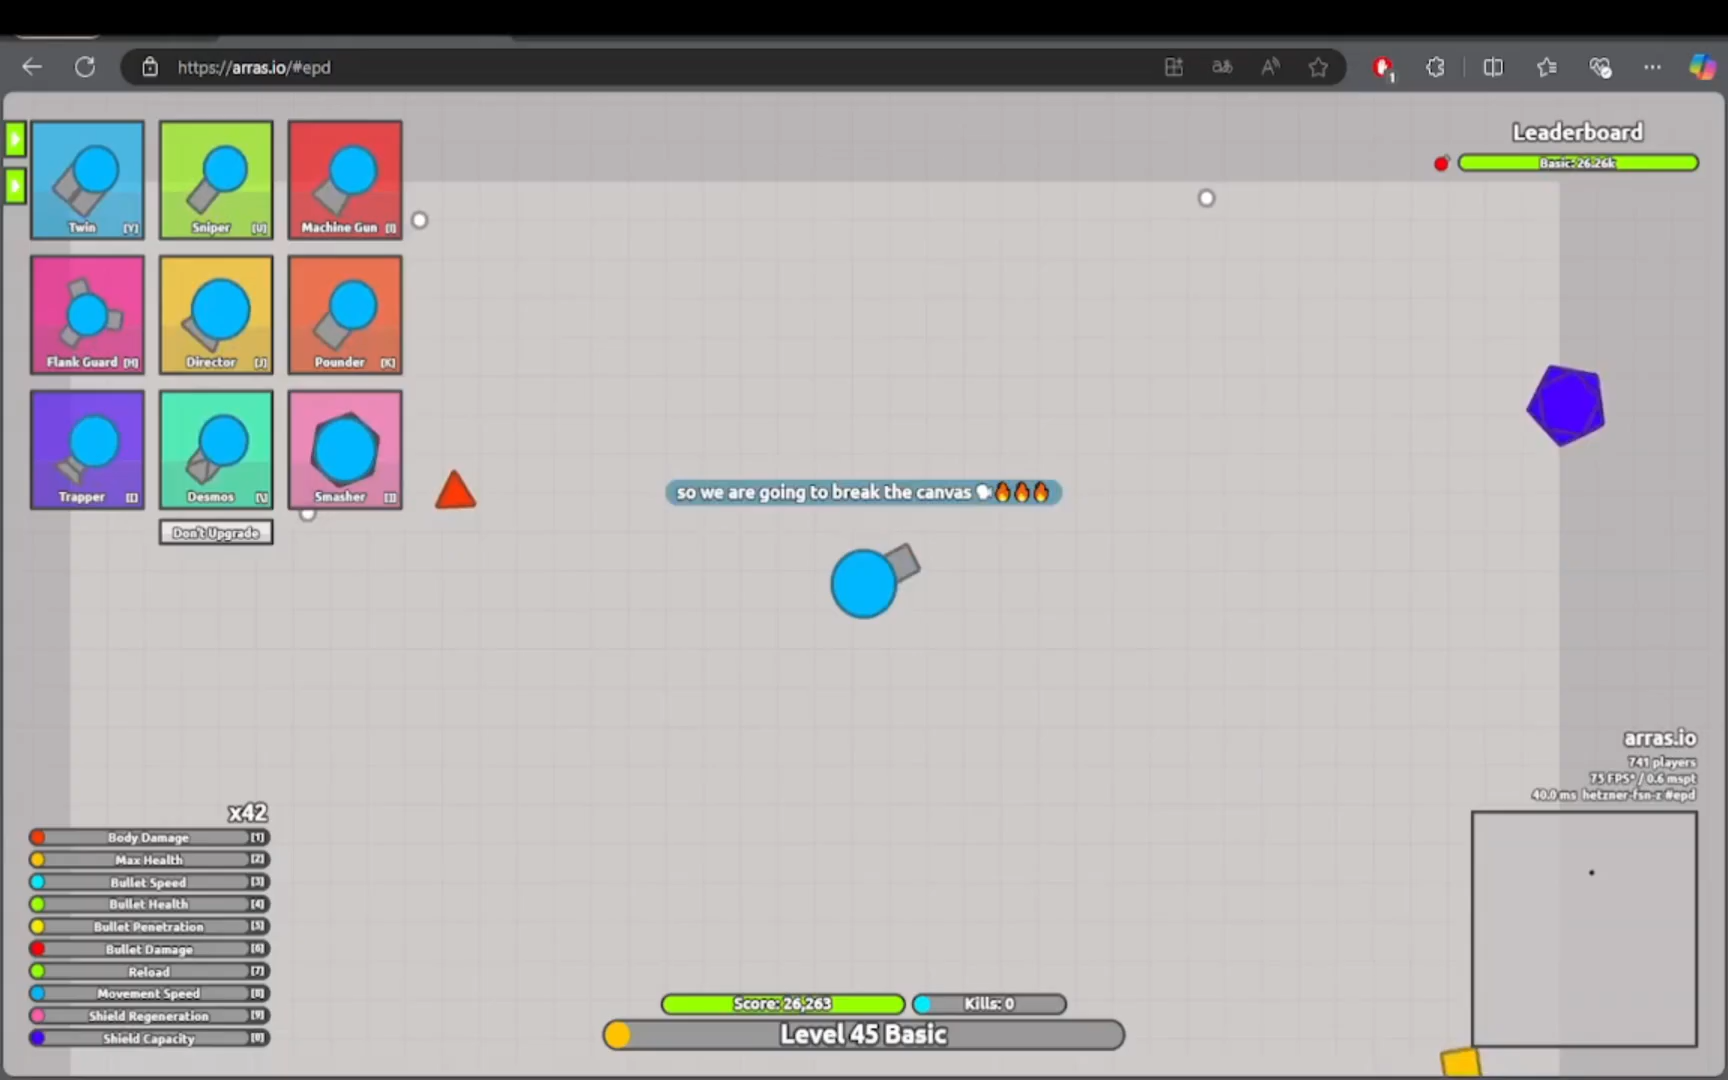 https://arras.io/#epd
1
Leaderboard
Basic: 26.26k
Twin [Y]
Sniper [U]
Machine Gun [I]
Flank Guard [H]
Director [J]
Pounder [K]
Trapper
Desmos
Smasher
Don't Upgrade
so we are going to break the canvas 🗣🔥🔥🔥
arras.io
741 players
75 FPS* / 0.6 mspt
40.0 ms hetzner-fsn-z #epd
x42
Body Damage [1]
Max Health [2]
Bullet Speed [3]
Bullet Health [4]
Bullet Penetration [5]
Bullet Damage [6]
Reload [7]
Movement Speed [8]
Shield Regeneration [9]
Shield Capacity [0]
Score: 26,263
Kills: 0
Level 45 Basic